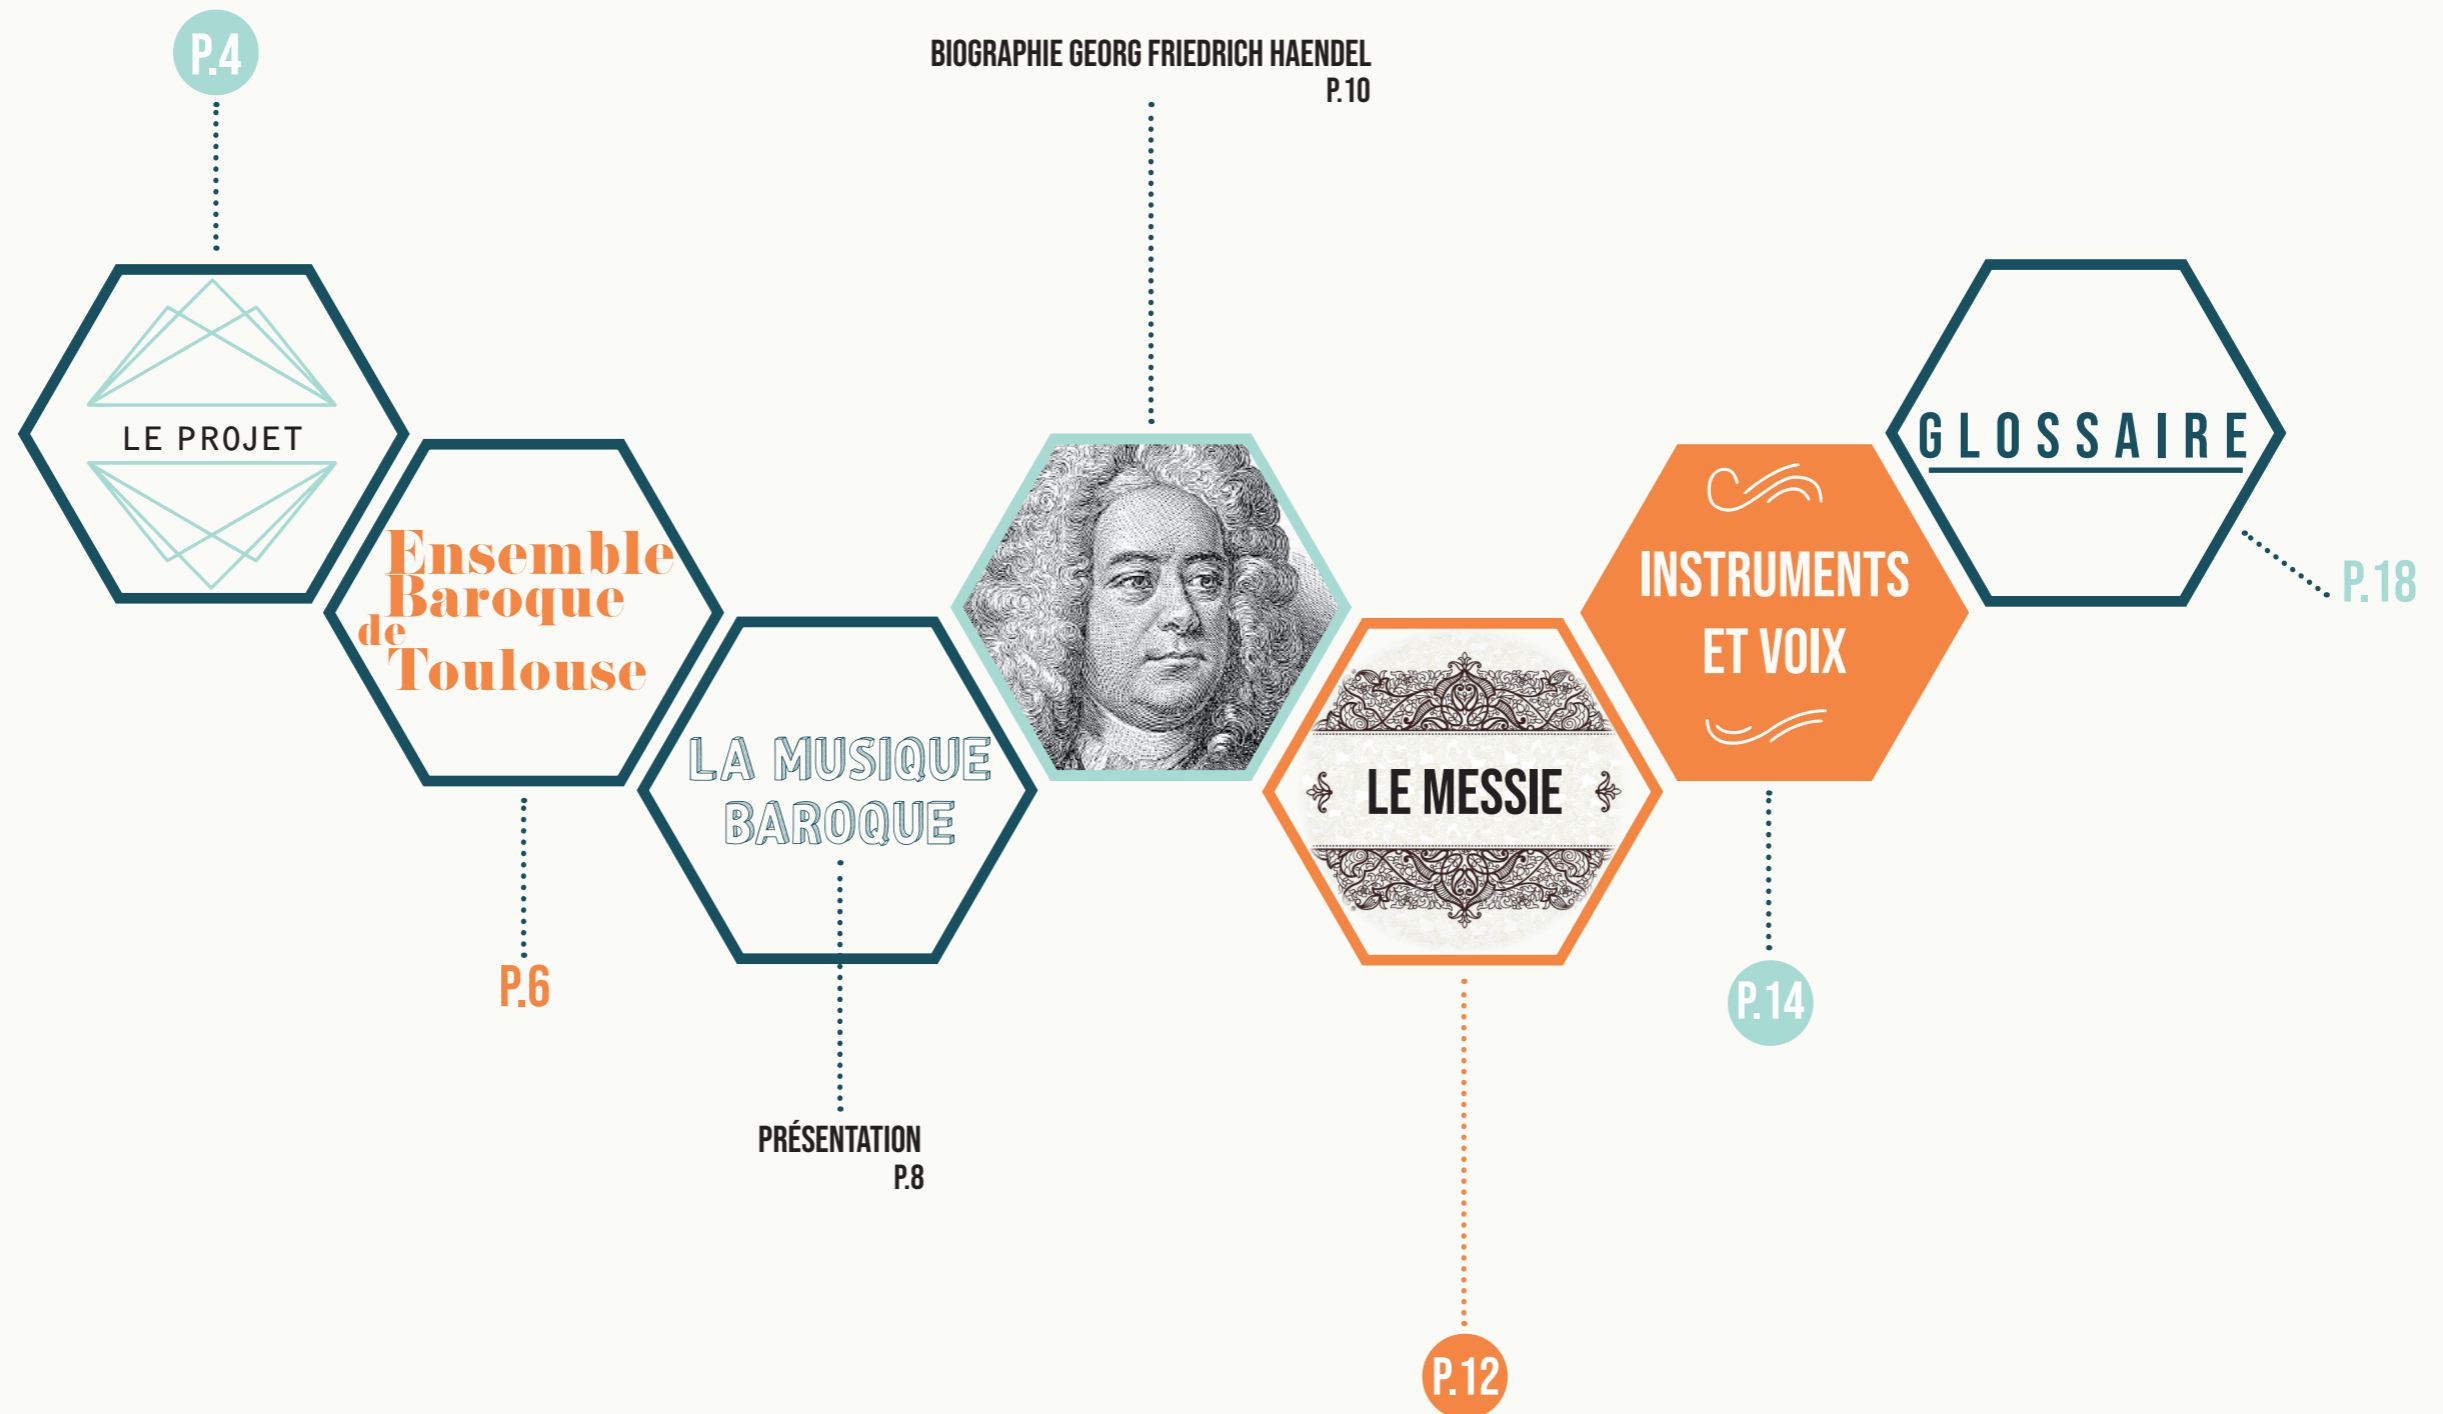 P.4
LE PROJET
Ensemble
Baroque
de
Toulouse
P.6
LA MUSIQUE
BAROQUE
PRÉSENTATION
P.8
BIOGRAPHIE GEORG FRIEDRICH HAENDEL
P.10
LE MESSIE
P.12
INSTRUMENTS
ET VOIX
P.14
GLOSSAIRE
P.18